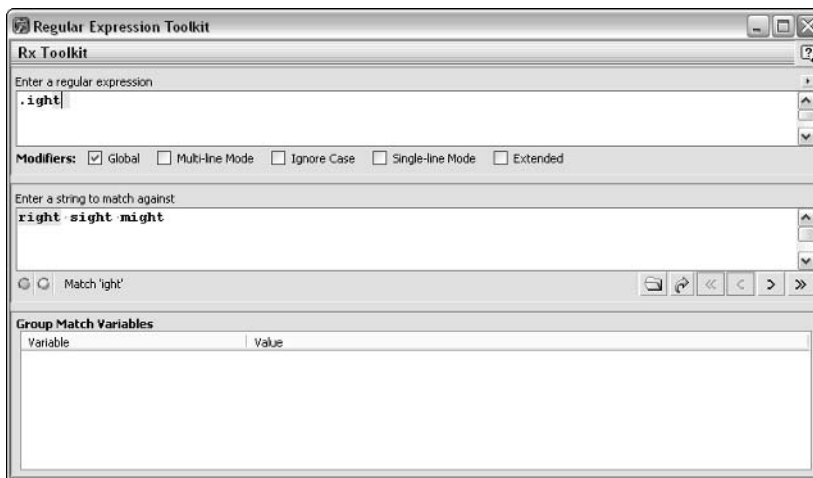 Regular Expression Toolkit
Rx Toolkit
Enter a regular expression
.ight
Modifiers: Global Multi-line Mode Ignore Case Single-line Mode Extended
Enter a string to match against
right·sight·might
Match 'ight'
Group Match Variables
Variable Value